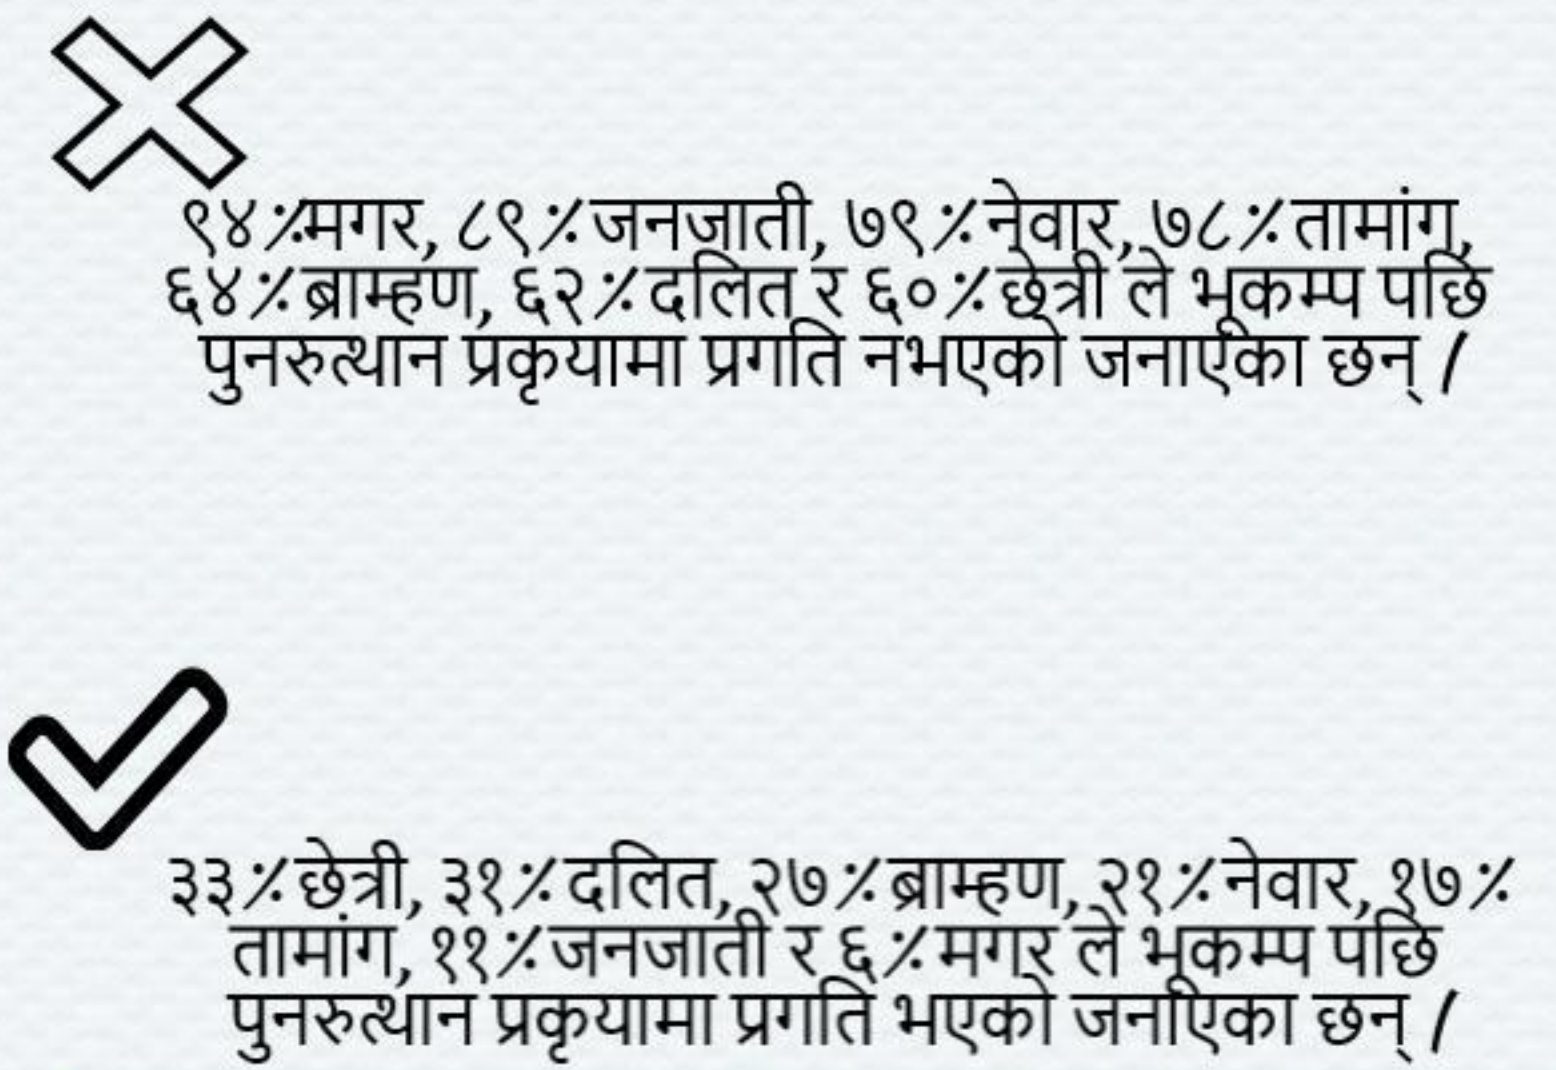 ९४%मगर, ८९%जनजाती, ७९%नेवार, ७८%तामांग,
६४%ब्राम्हण, ६२%दलित र ६०%छेत्री ले भूकम्प पछि
पुनरुत्थान प्रकृयामा प्रगति नभएको जनाएका छन् /
३३%छेत्री, ३१%दलित, २७%ब्राम्हण, २१%नेवार, १७%
तामांग, ११%जनजाती र ६%मगर ले भूकम्प पछि
पुनरुत्थान प्रकृयामा प्रगति भएको जनाएका छन् /